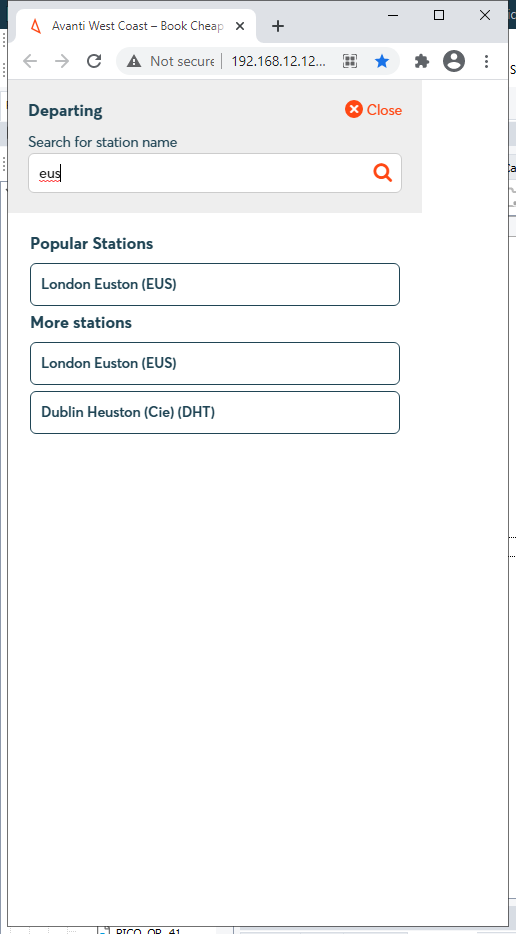 Avanti West Coast – Book Cheap
Not secure
192.168.12.12...
Departing
Close
Search for station name
eus
Popular Stations
London Euston (EUS)
More stations
London Euston (EUS)
Dublin Heuston (Cie) (DHT)